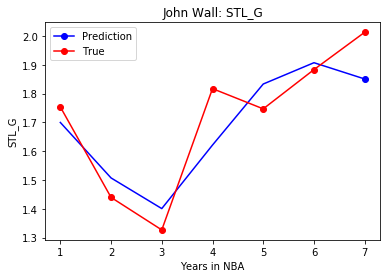 John Wall: STL_G
Prediction
True
STL_G
2.0
1.9
1.8
1.7
1.6
1.5
1.4
1.3
1 2 3 4 5 6 7
Years in NBA